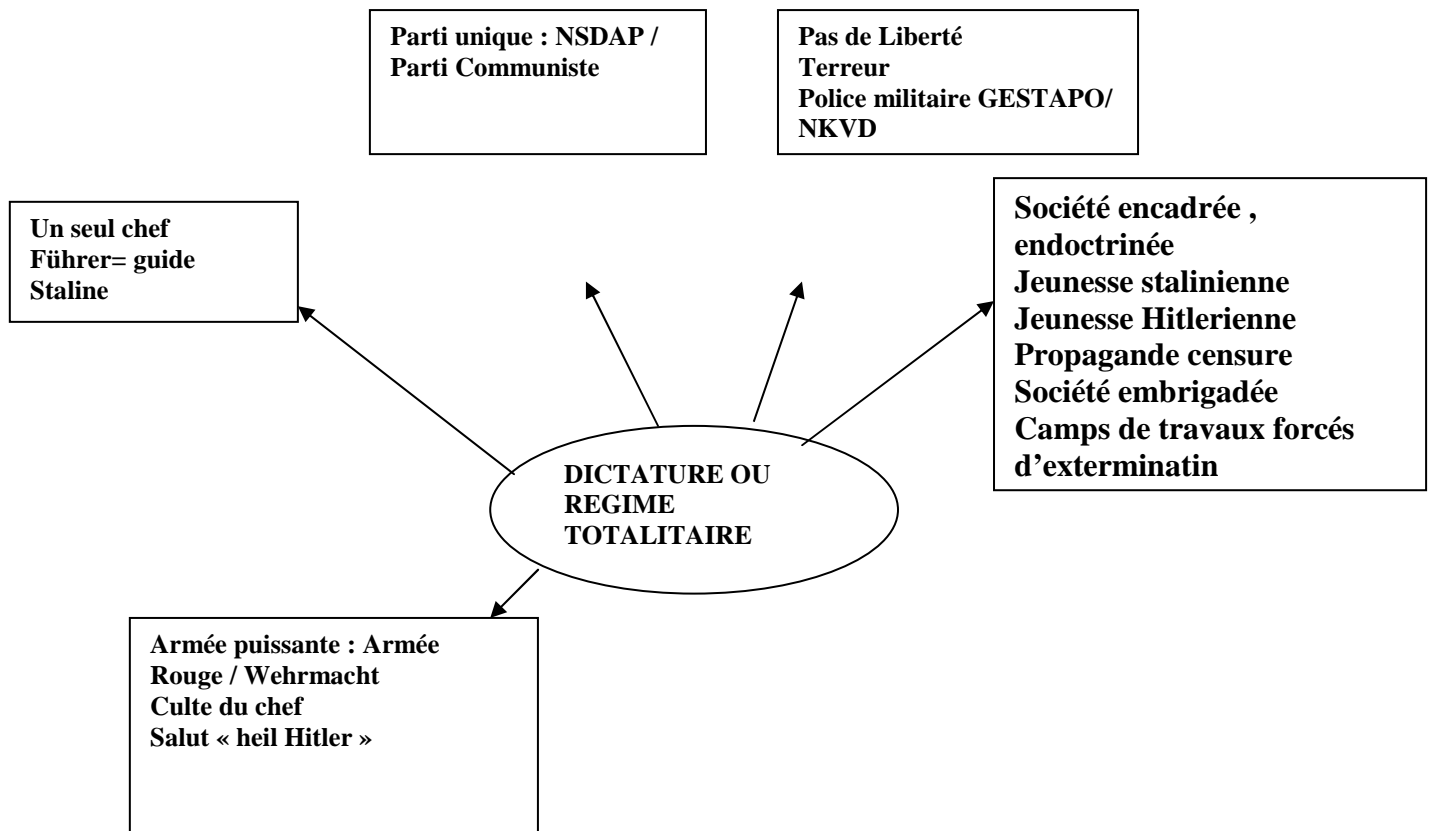 Parti unique : NSDAP /
Parti Communiste
Pas de Liberté
Terreur
Police militaire GESTAPO/
NKVD
Un seul chef
Führer= guide
Staline
Société encadrée ,
endoctrinée
Jeunesse stalinienne
Jeunesse Hitlerienne
Propagande censure
Société embrigadée
Camps de travaux forcés
d’exterminatin
DICTATURE OU
REGIME
TOTALITAIRE
Armée puissante : Armée
Rouge / Wehrmacht
Culte du chef
Salut « heil Hitler »